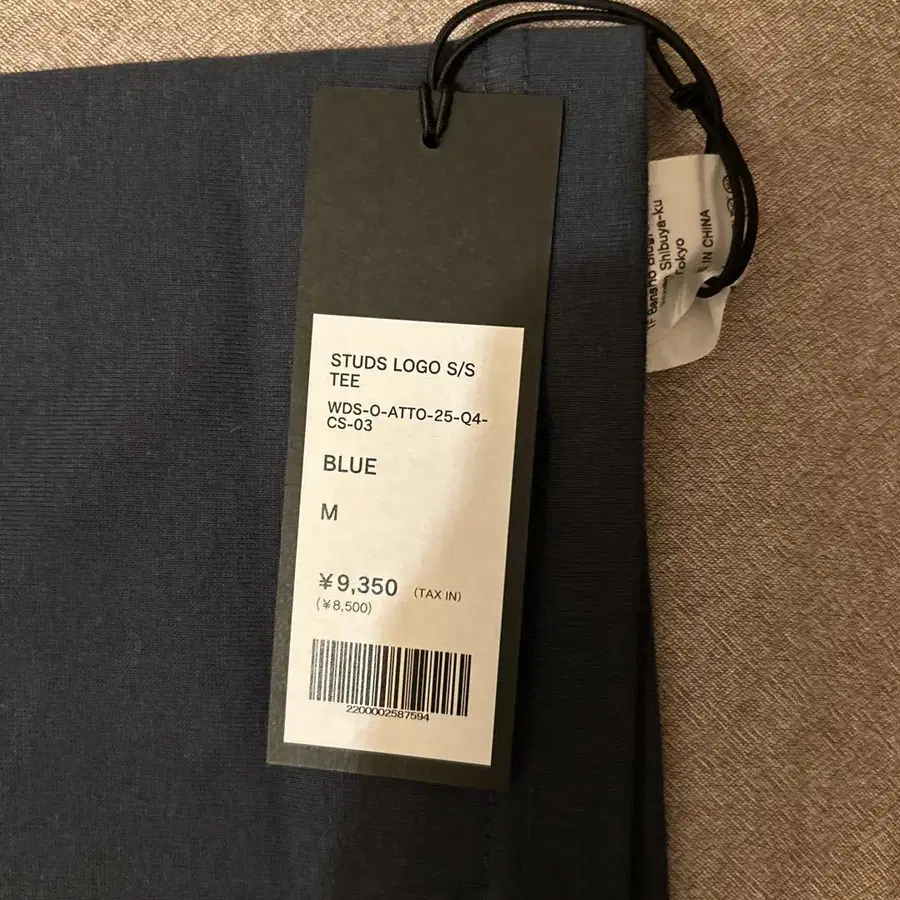 STUDS LOGO S/S
TEE
WDS-O-ATTO-25-Q4-
CS-03
BLUE
M
¥9,350 (TAX IN)
(¥8,500)
2200002587594
Shibuya-ku
Tokyo
IN CHINA